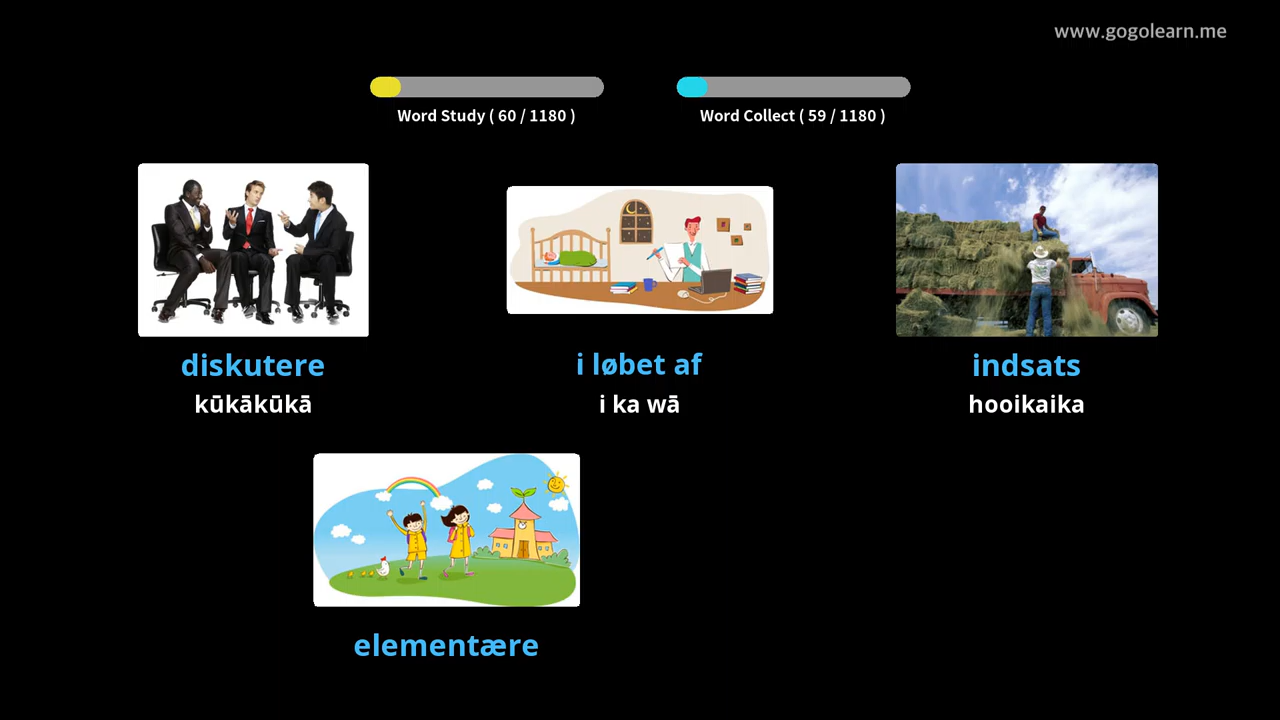 www.gogolearn.me
Word Study ( 60 / 1180 )
Word Collect ( 59 / 1180 )
diskutere
kūkākūkā
i løbet af
i ka wā
indsats
hooikaika
elementære